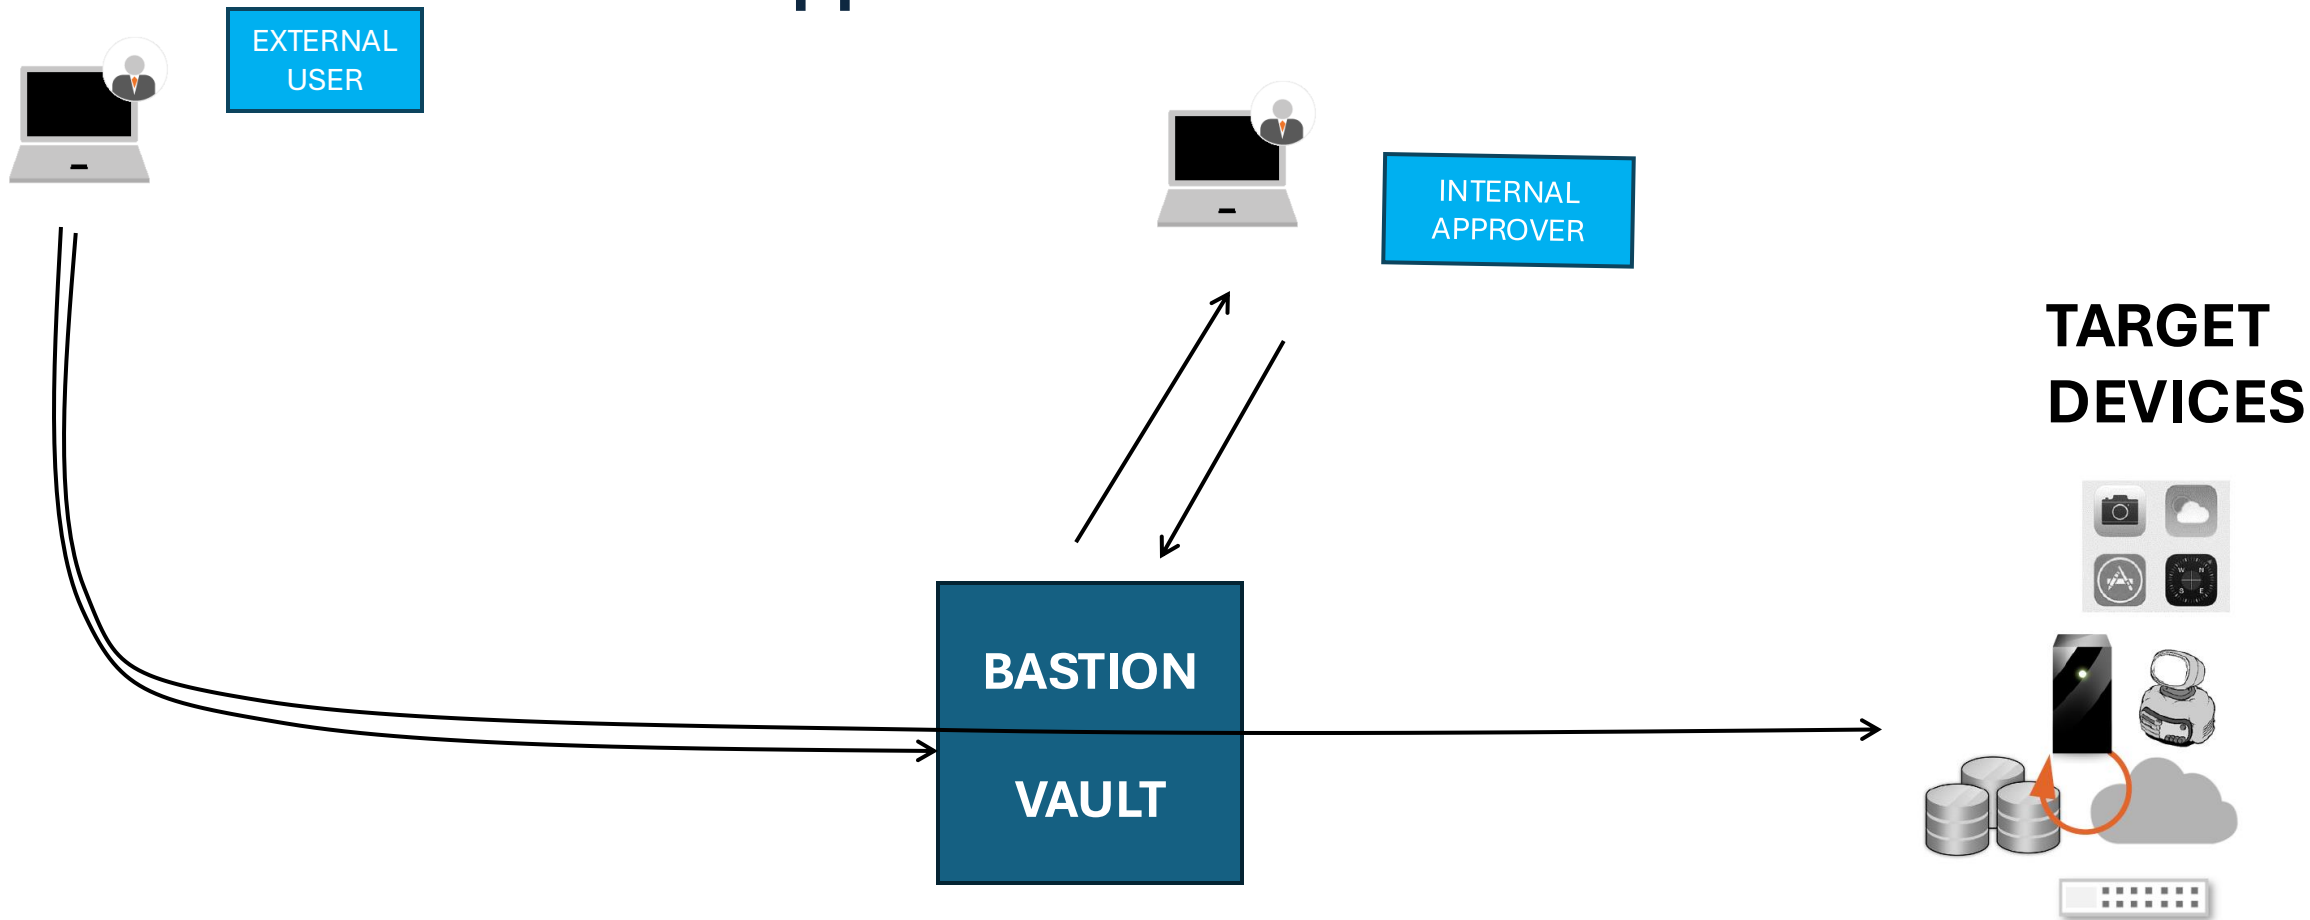 EXTERNAL
USER
INTERNAL
APPROVER
TARGET
DEVICES
BASTION
VAULT
W N
S E